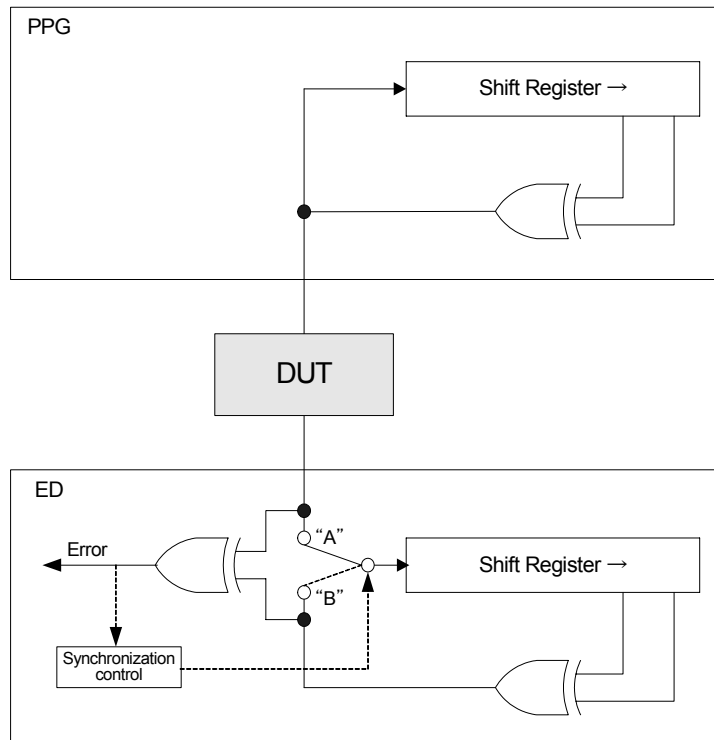 PPG
Shift Register →
DUT
ED
“A”
Error
Shift Register →
“B”
Synchronization
control